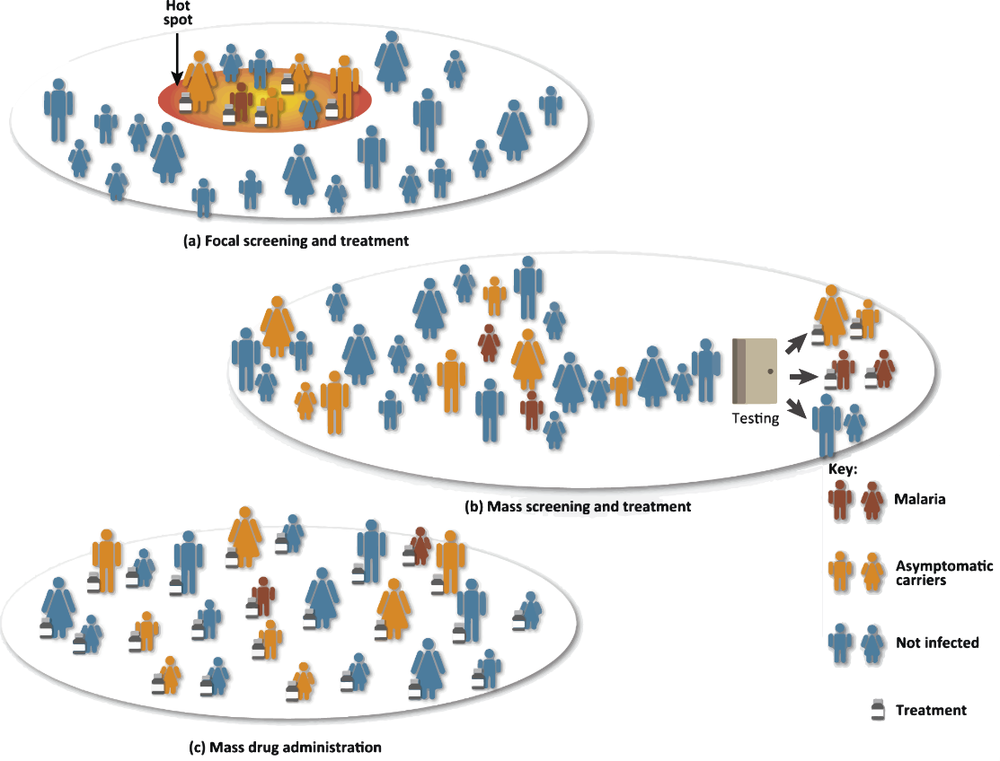 Hot
spot
(a) Focal screening and treatment
Testing
(b) Mass screening and treatment
Key:
Malaria
Asymptomatic
carriers
Not infected
Treatment
(c) Mass drug administration